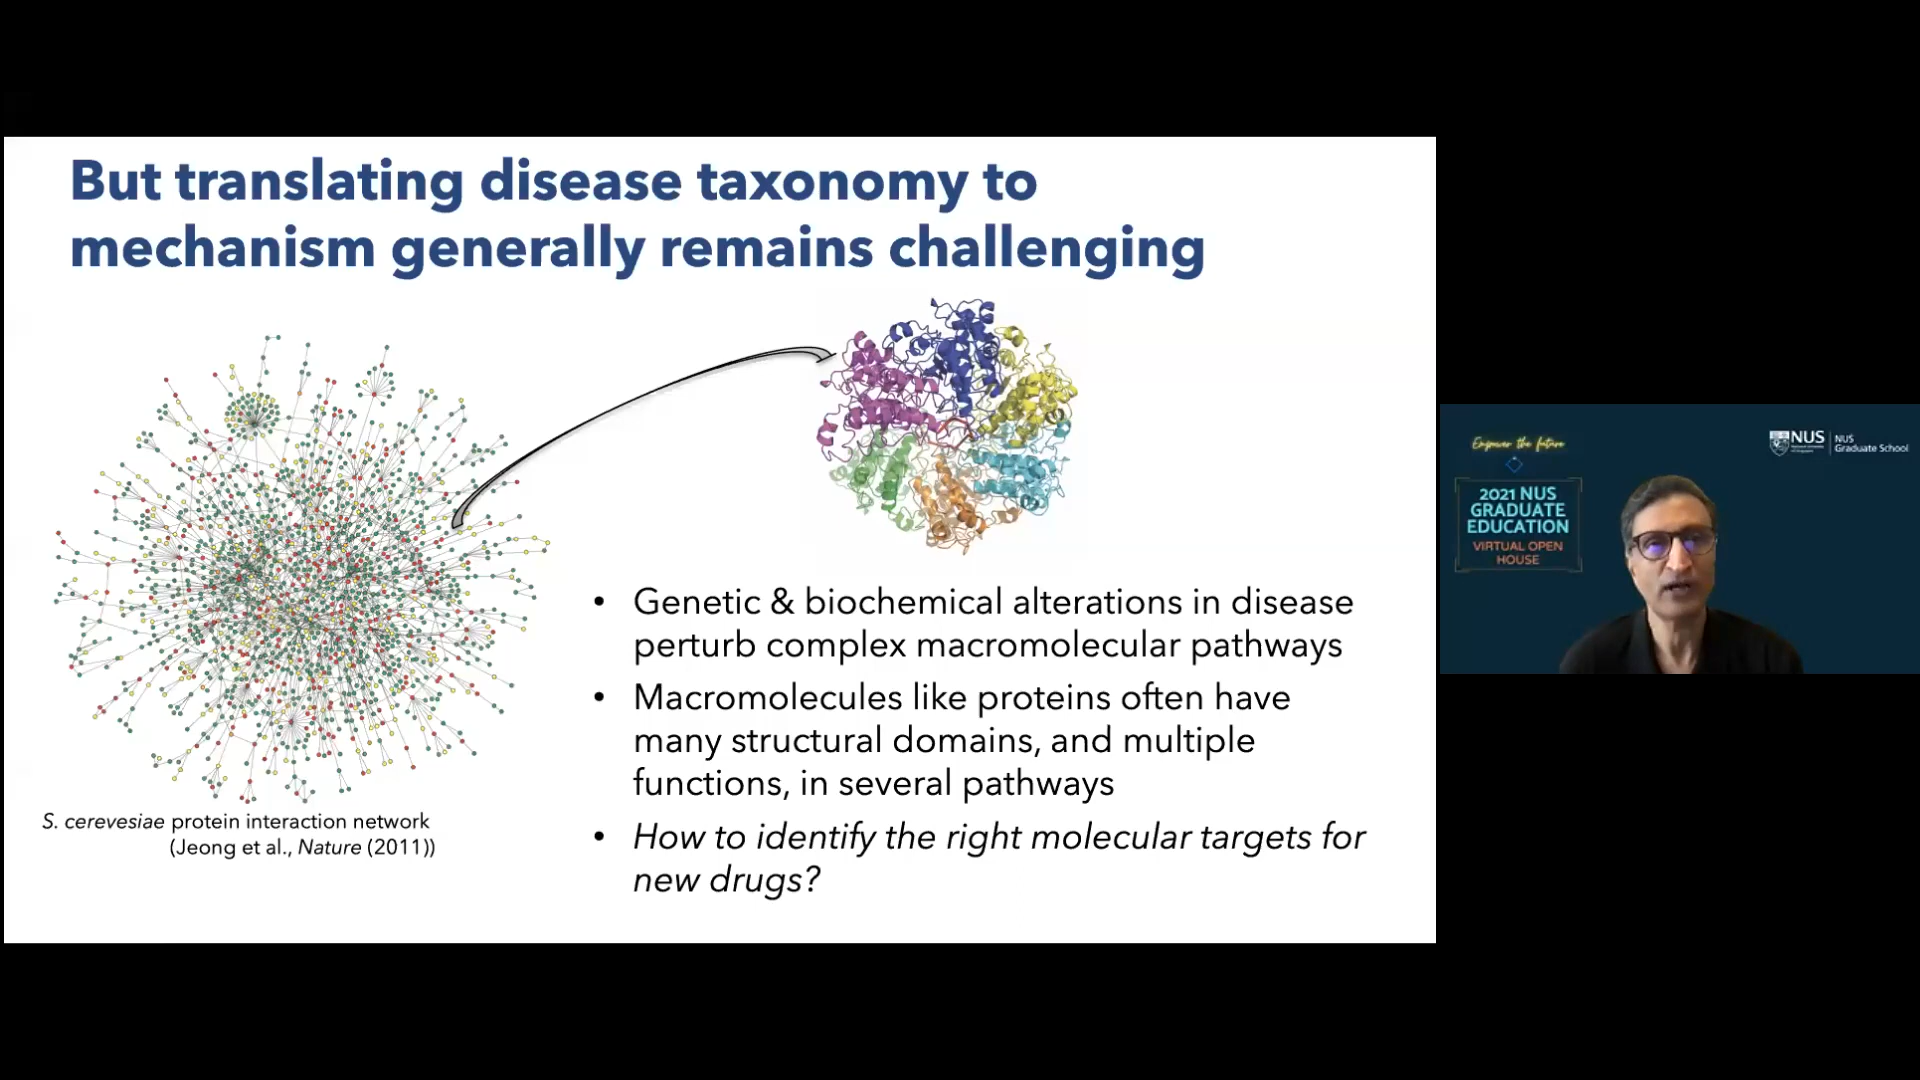 But translating disease taxonomy to
mechanism generally remains challenging
S. cerevesiae protein interaction network
(Jeong et al., Nature (2011))
• Genetic & biochemical alterations in disease
perturb complex macromolecular pathways
• Macromolecules like proteins often have
many structural domains, and multiple
functions, in several pathways
• How to identify the right molecular targets for
new drugs?
Empower the future
2021 NUS
GRADUATE
EDUCATION
VIRTUAL OPEN
HOUSE
NUS
NUS
Graduate School